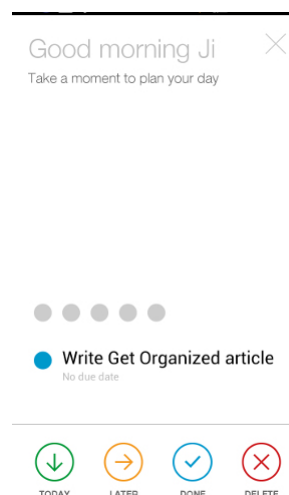 Good morning Ji
Take a moment to plan your day
Write Get Organized article
No due date
TODAY LATER DONE DELETE